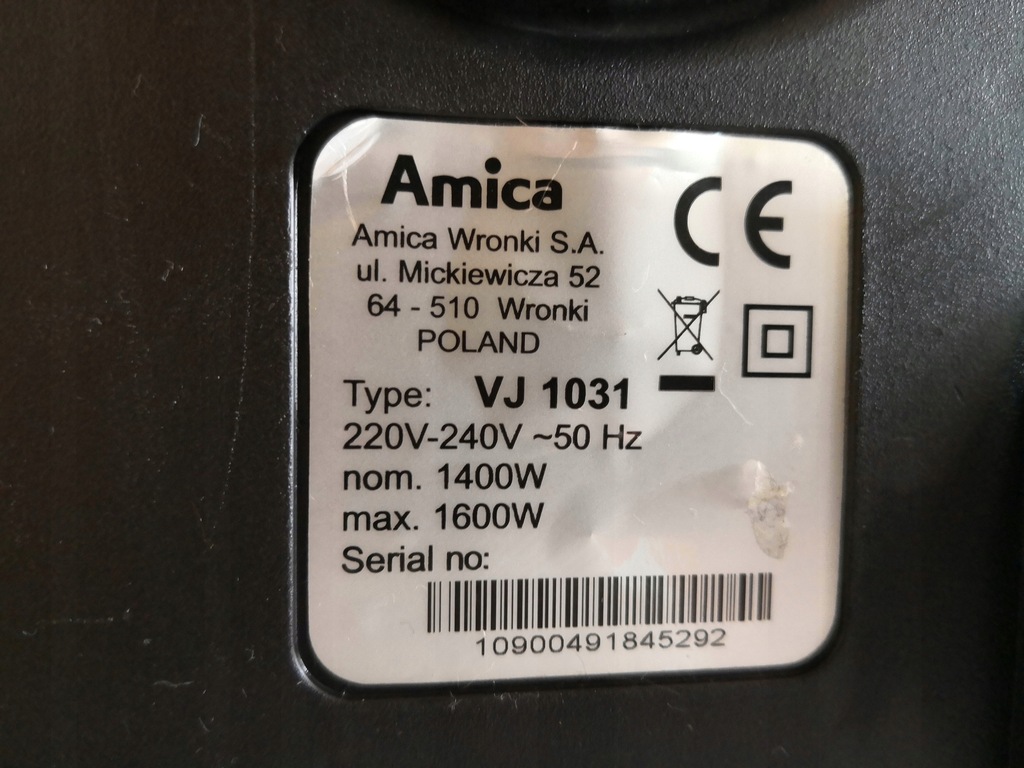 Amica
CE
Amica Wronki S.A.
ul. Mickiewicza 52
64 - 510 Wronki
POLAND
Type: VJ 1031
220V-240V ~50 Hz
nom. 1400W
max. 1600W
Serial no:
10900491845292